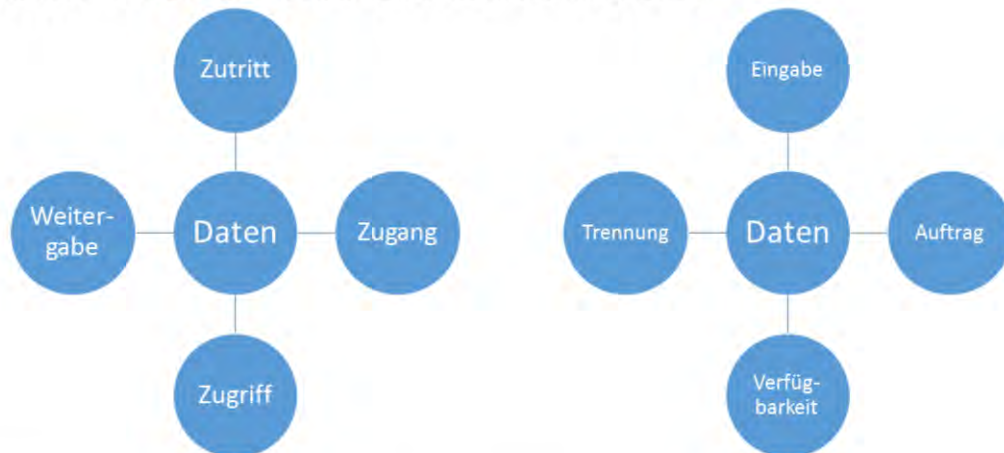 Zutritt
Weiter-
gabe
Daten
Zugang
Zugriff
Eingabe
Trennung
Daten
Auftrag
Verfüg-
barkeit